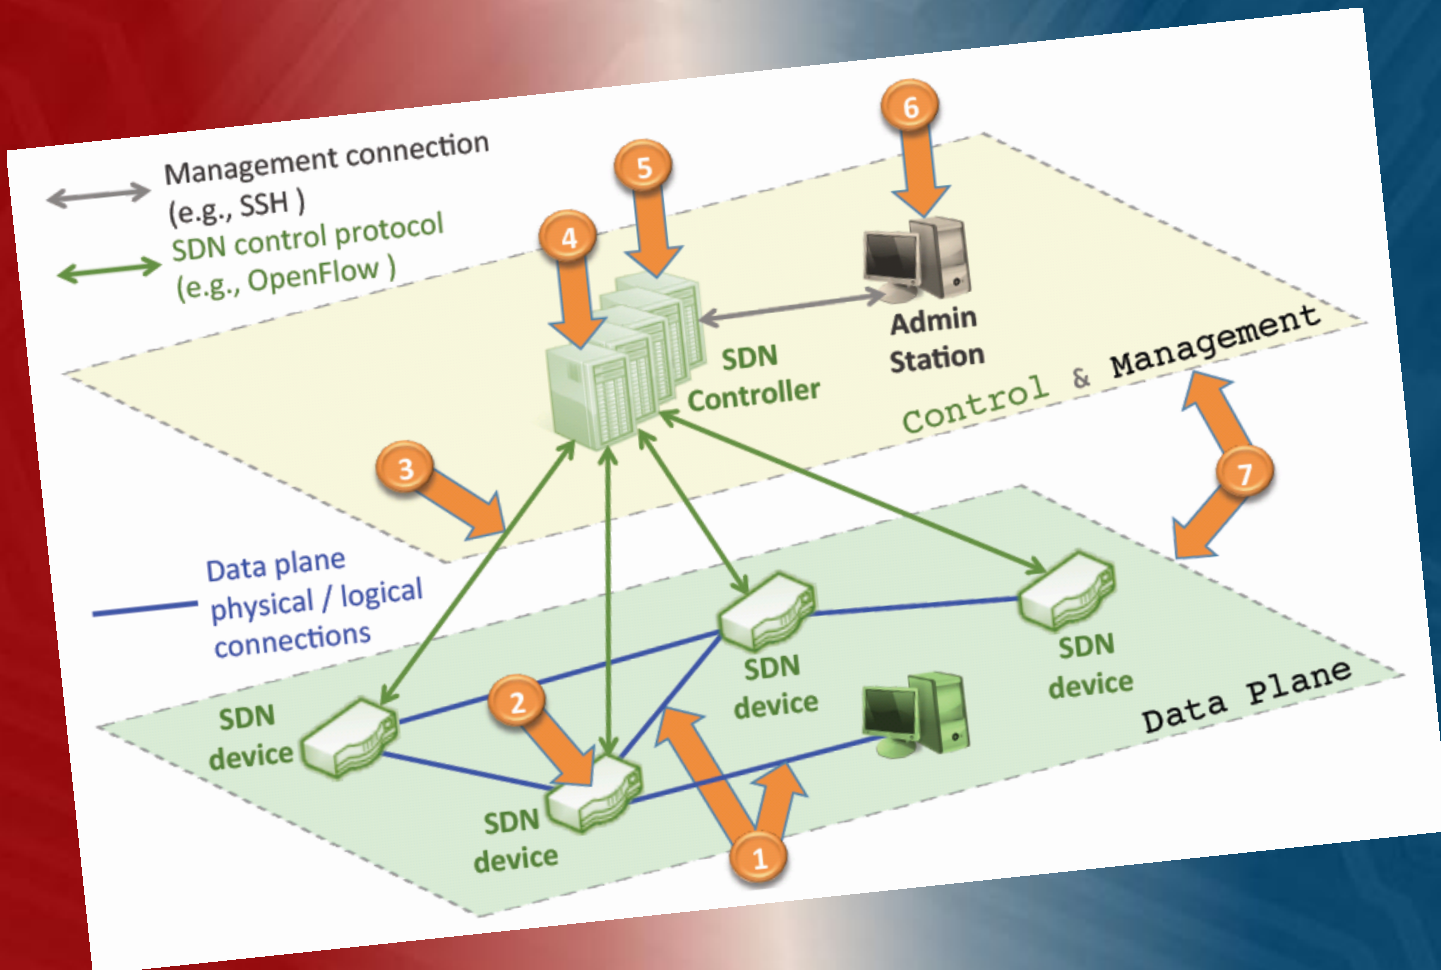 Management connection
(e.g., SSH )
SDN control protocol
(e.g., OpenFlow )
6
5
4
Admin
Station
SDN
Controller
Control & Management
3
7
Data plane
physical / logical
connections
SDN
device
SDN
device
SDN
device
2
SDN
device
Data Plane
1